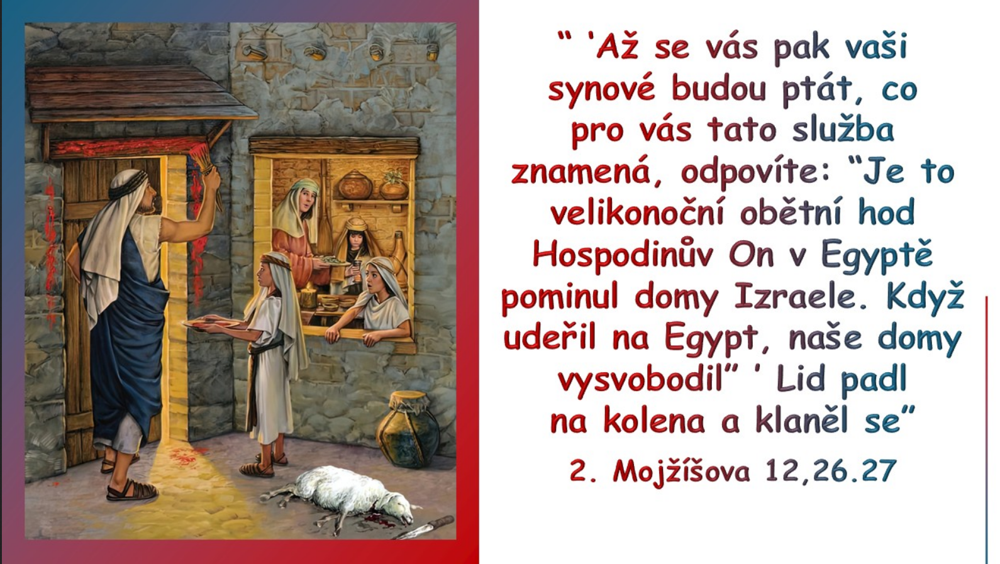 “ ‘Až se vás pak vaši
synové budou ptát, co
pro vás tato služba
znamená, odpovíte: “Je to
velikonoční obětní hod
Hospodinův On v Egyptě
pominul domy Izraele. Když
udeřil na Egypt, naše domy
vysvobodil” ’ Lid padl
na kolena a klaněl se”
2. Mojžíšova 12,26.27